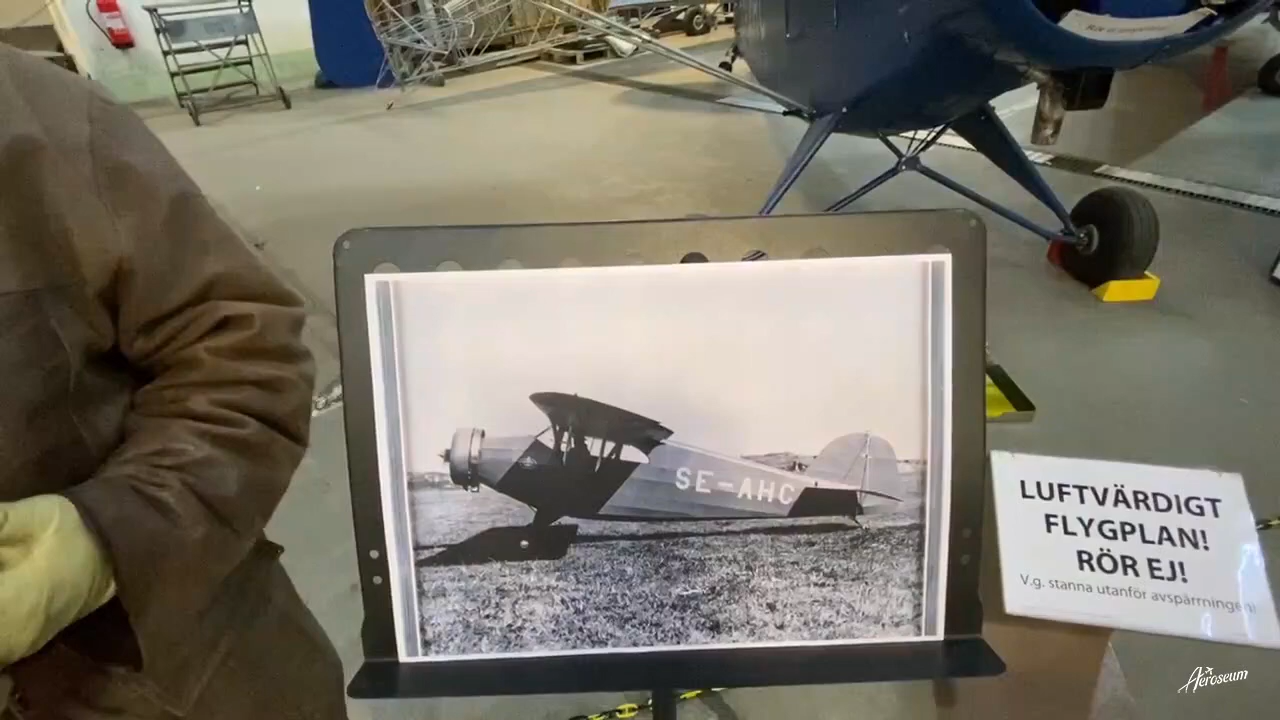 SE-AHC
LUFTVÄRDIGT
FLYGPLAN!
RÖR EJ!
V.g. stanna utanför avspärrningen
Aeroseum